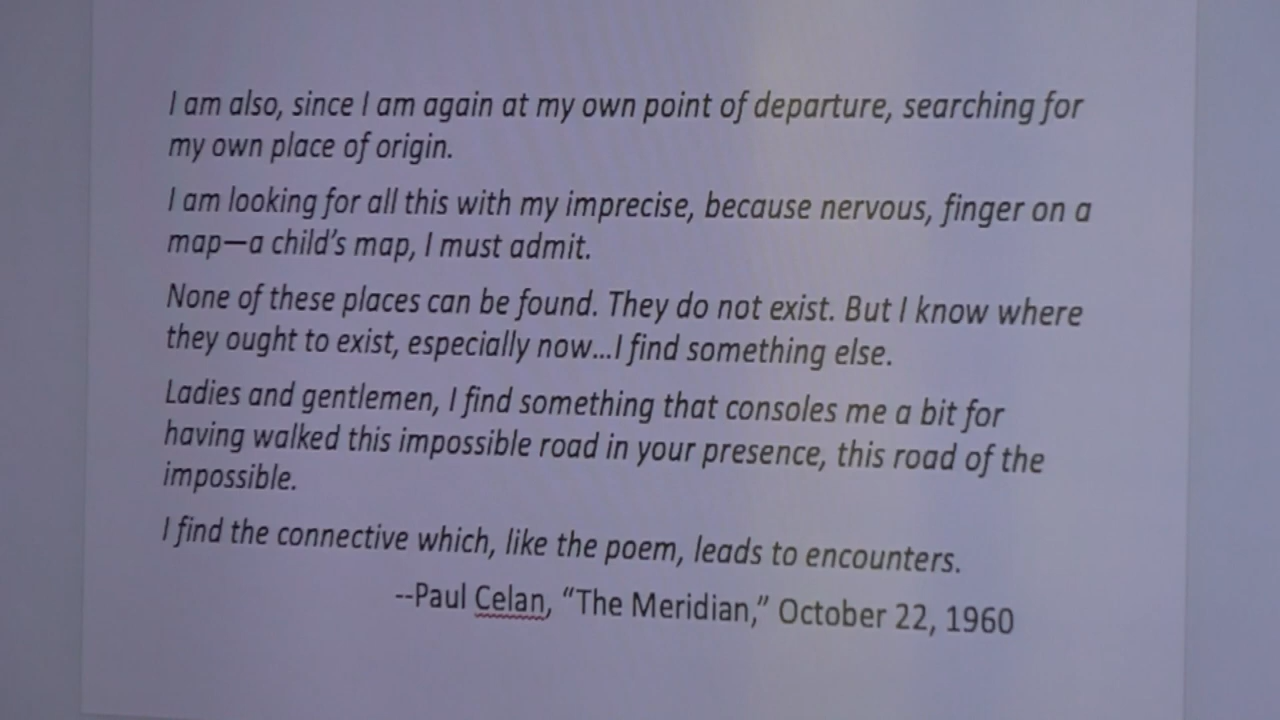 I am also, since I am again at my own point of departure, searching for
my own place of origin.
I am looking for all this with my imprecise, because nervous, finger on a
map—a child's map, I must admit.
None of these places can be found. They do not exist. But I know where
they ought to exist, especially now...I find something else.
Ladies and gentlemen, I find something that consoles me a bit for
having walked this impossible road in your presence, this road of the
impossible.
I find the connective which, like the poem, leads to encounters.
--Paul Celan, “The Meridian,” October 22, 1960